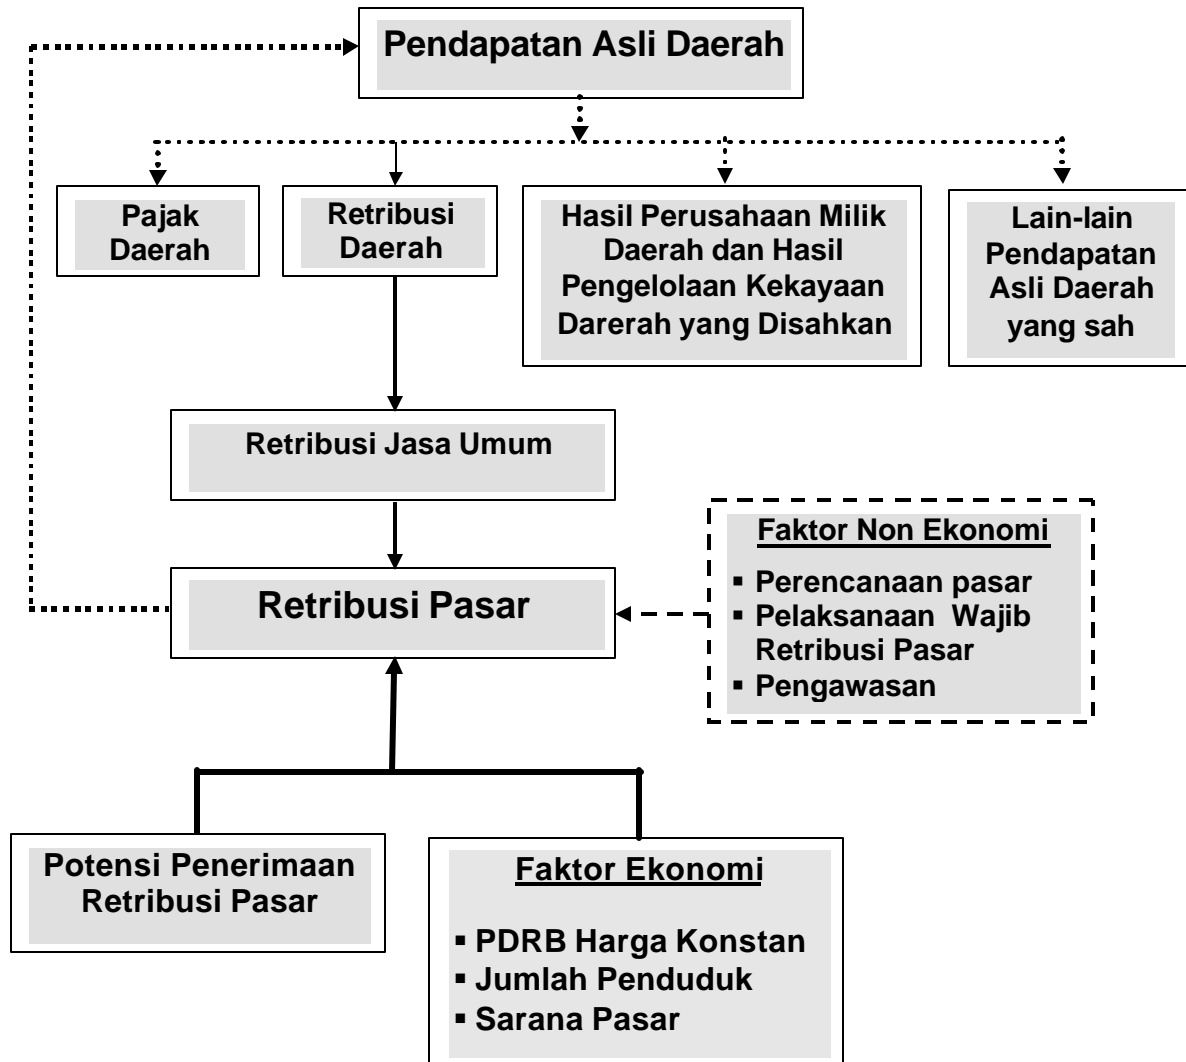 Pendapatan Asli Daerah
Pajak
Daerah
Retribusi
Daerah
Hasil Perusahaan Milik
Daerah dan Hasil
Pengelolaan Kekayaan
Darerah yang Disahkan
Lain-lain
Pendapatan
Asli Daerah
yang sah
Retribusi Jasa Umum
Retribusi Pasar
Faktor Non Ekonomi
▪ Perencanaan pasar
▪ Pelaksanaan Wajib
Retribusi Pasar
▪ Pengawasan
Potensi Penerimaan
Retribusi Pasar
Faktor Ekonomi
▪ PDRB Harga Konstan
▪ Jumlah Penduduk
▪ Sarana Pasar